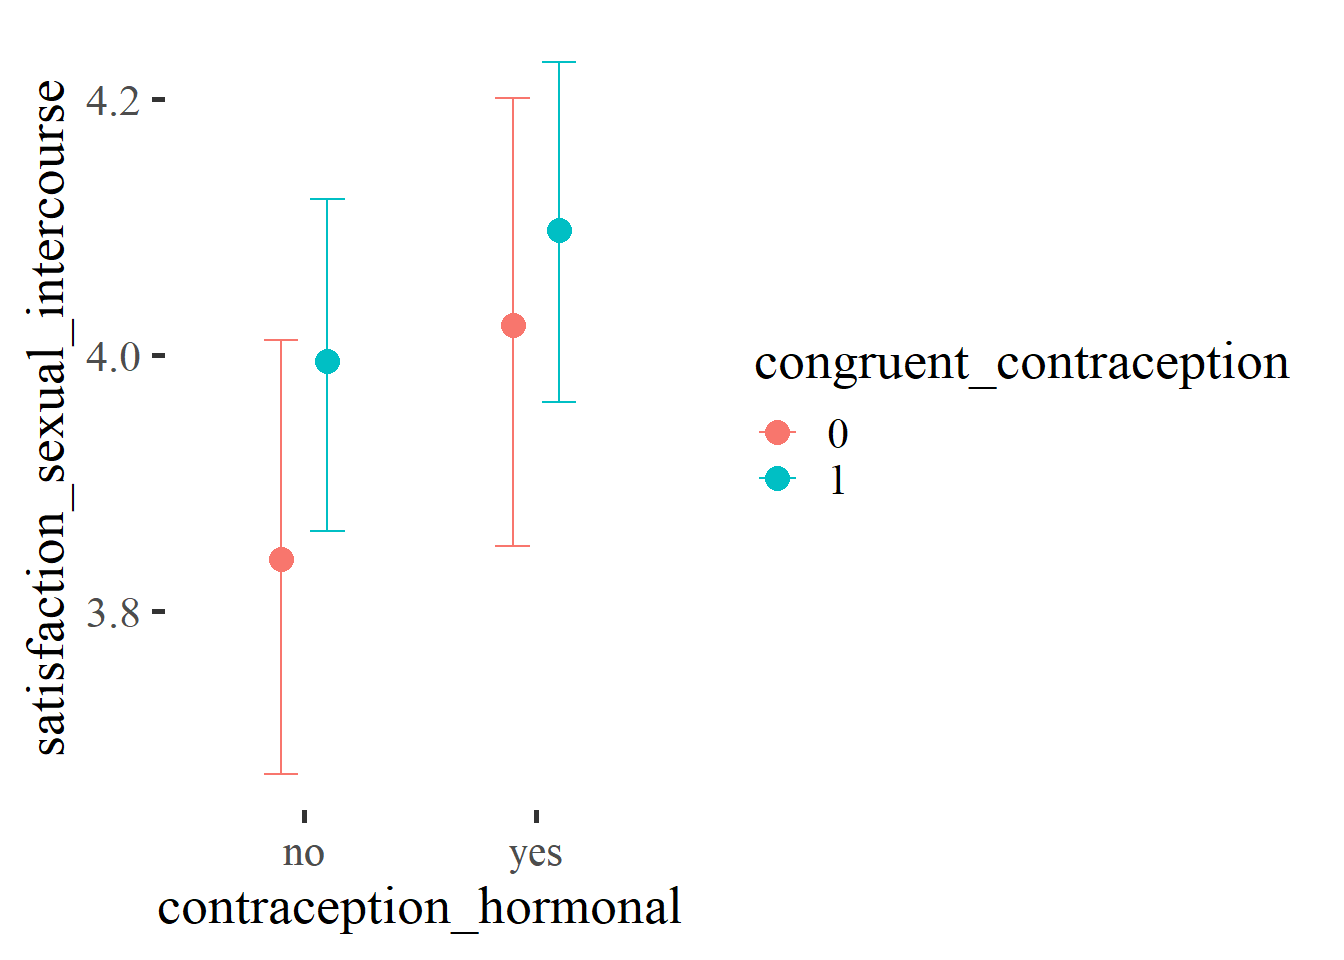 satisfaction_sexual_intercourse
4.2
4.0
3.8
no
yes
contraception_hormonal
congruent_contraception
0
1